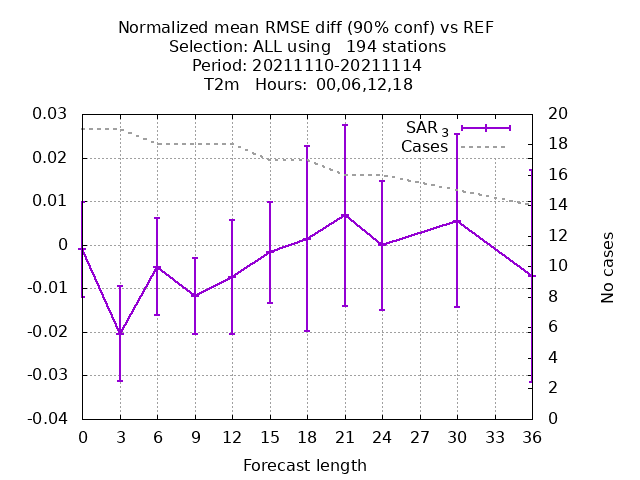 Normalized mean RMSE diff (90% conf) vs REF
Selection: ALL using   194 stations
Period: 20211110-20211114
T2m   Hours:  00,06,12,18
0.03
0.02
0.01
0
-0.01
-0.02
-0.03
-0.04
SAR 3
Cases
20
18
16
14
12
10
8
6
4
2
0
No cases
0 3 6 9 12 15 18 21 24 27 30 33 36
Forecast length